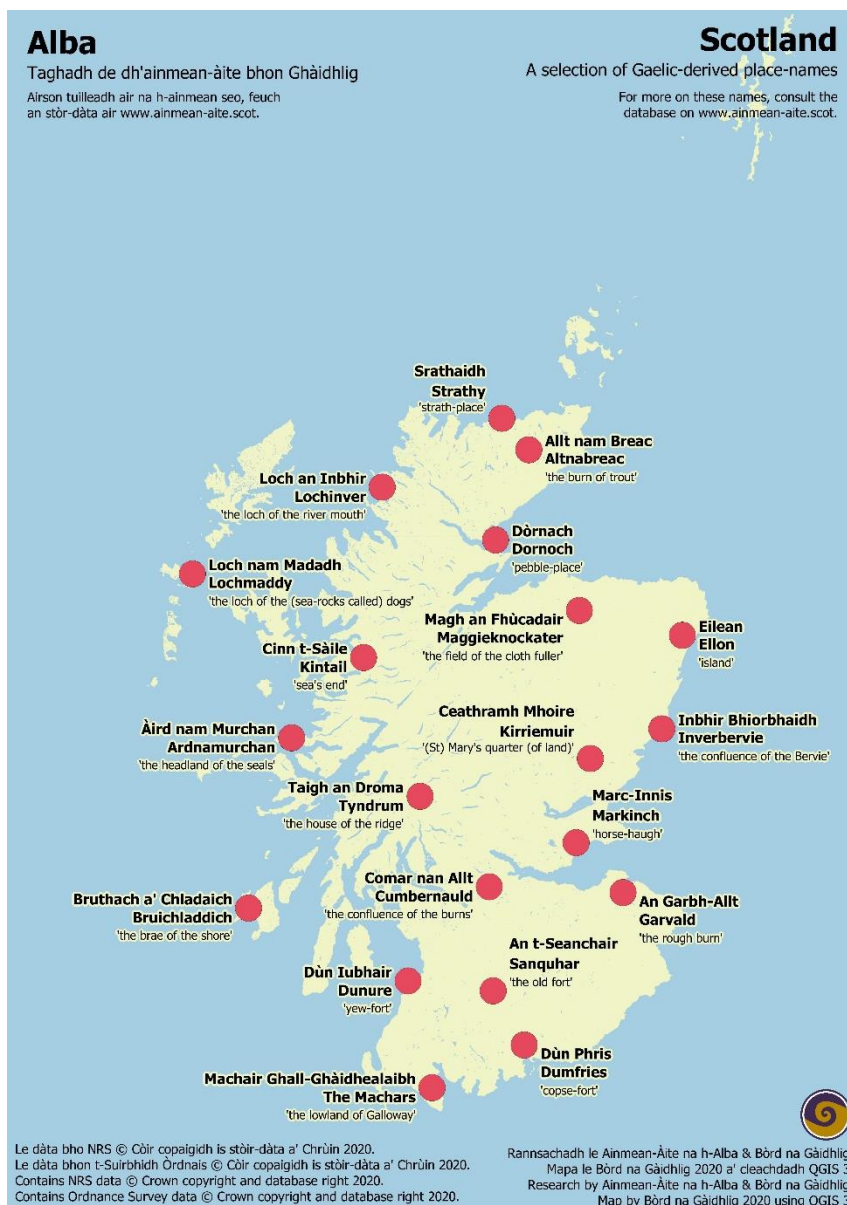 Alba
Taghadh de dh'ainmean-àite bhon Ghàidhlig
Airson tuilleadh air na h-ainmean seo, feuch
an stòr-dàta air www.ainmean-aite.scot.
Scotland
A selection of Gaelic-derived place-names
For more on these names, consult the
database on www.ainmean-aite.scot.
Srathaidh
Strathy
'strath-place'
Allt nam Breac
Altnabreac
'the burn of trout'
Loch an Inbhir
Lochinver
'the loch of the river mouth'
Dòrnach
Dornoch
'pebble-place'
Loch nam Madadh
Lochmaddy
'the loch of the (sea-rocks called) dogs'
Magh an Fhùcadair
Maggieknockater
'the field of the cloth fuller'
Eilean
Ellon
'island'
Cinn t-Sàile
Kintail
'sea's end'
Ceathramh Mhoire
Kirriemuir
'(St) Mary's quarter (of land)'
Inbhir Bhiorbhaidh
Inverbervie
'the confluence of the Bervie'
Àird nam Murchan
Ardnamurchan
'the headland of the seals'
Taigh an Droma
Tyndrum
'the house of the ridge'
Marc-Innis
Markinch
'horse-haugh'
Comar nan Allt
Cumbernauld
'the confluence of the burns'
Bruthach a' Chladaich
Bruichladdich
'the brae of the shore'
An Garbh-Allt
Garvald
'the rough burn'
An t-Seanchair
Sanquhar
'the old fort'
Dùn Iubhair
Dunure
'yew-fort'
Dùn Phris
Dumfries
'copse-fort'
Machair Ghall-Ghàidhealaibh
The Machars
'the lowland of Galloway'
Le dàta bho NRS © Còir copaigidh is stòir-dàta a' Chrùin 2020.
Le dàta bhon t-Suirbhidh Òrdnais © Còir copaigidh is stòir-dàta a' Chrùin 2020.
Contains NRS data © Crown copyright and database right 2020.
Contains Ordnance Survey data © Crown copyright and database right 2020.
Rannsachadh le Ainmean-Àite na h-Alba & Bòrd na Gàidhlig
Mapa le Bòrd na Gàidhlig 2020 a' cleachdadh QGIS 3
Research by Ainmean-Àite na h-Alba & Bòrd na Gàidhlig
Map by Bòrd na Gàidhlig 2020 using QGIS 3